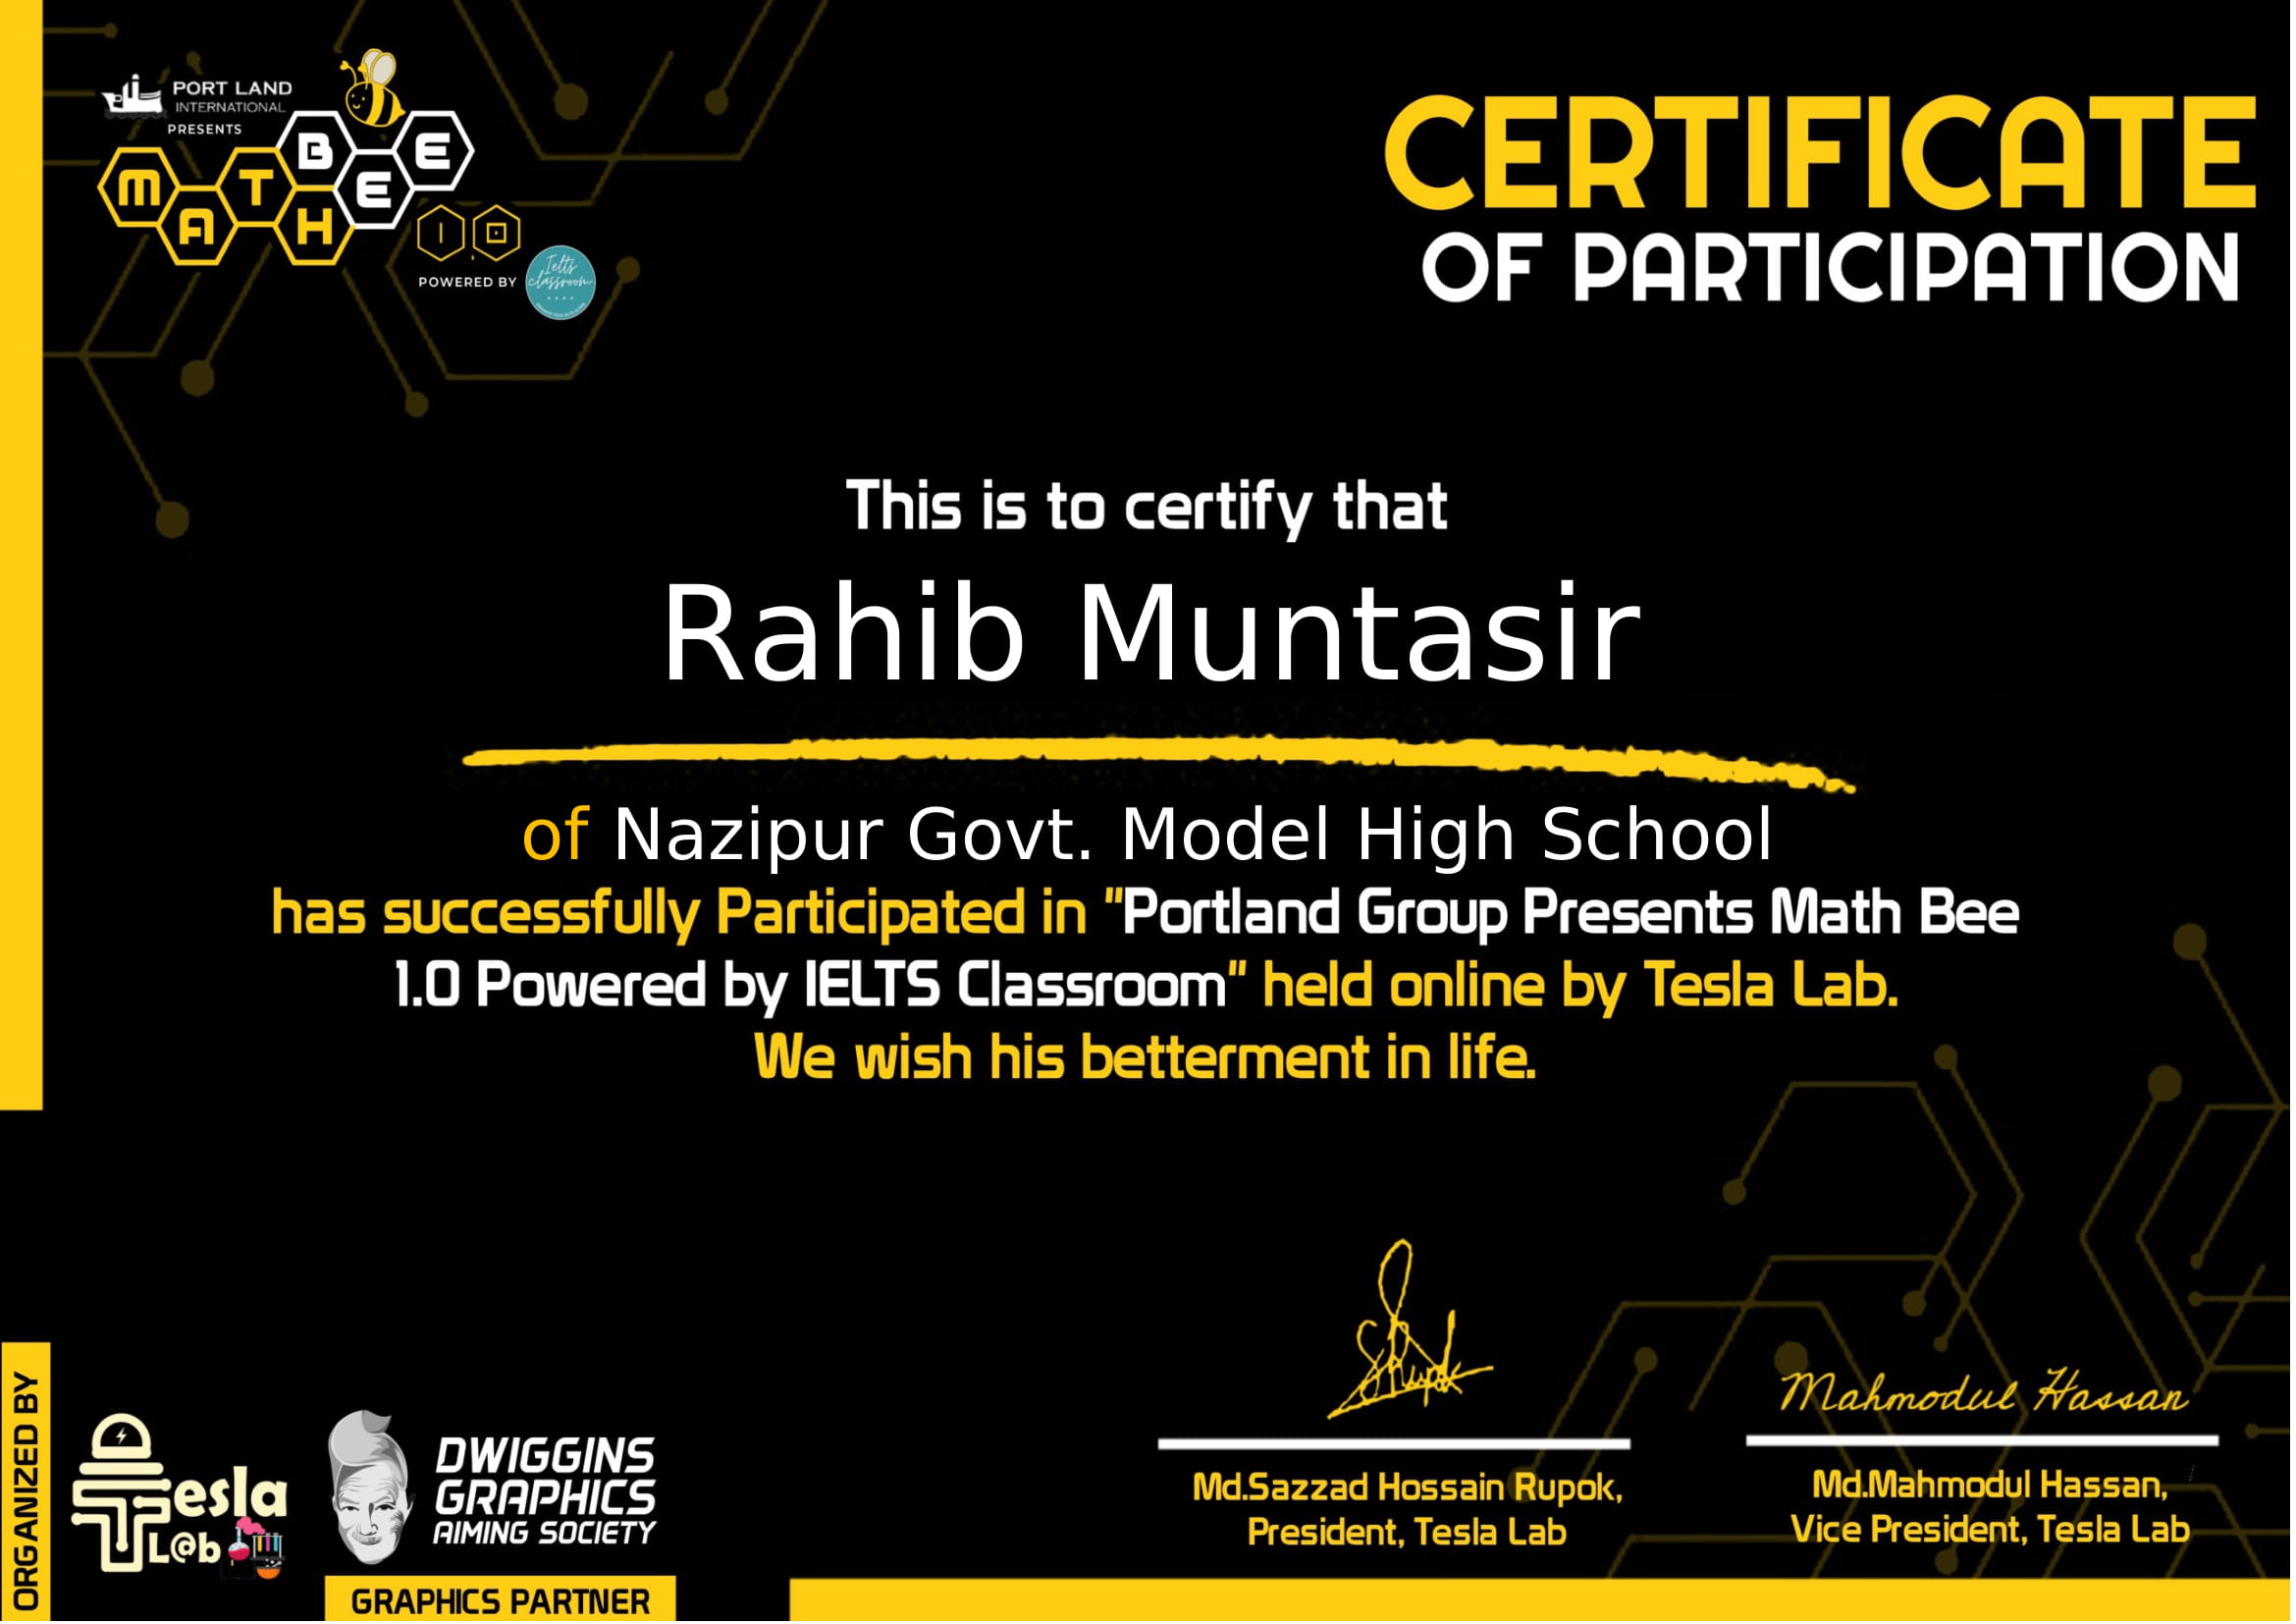 PORT LAND
INTERNATIONAL
PRESENTS
MATH BEE
1.0
POWERED BY
Ielts
classroom
CERTIFICATE
OF PARTICIPATION
This is to certify that
Rahib Muntasir
of Nazipur Govt. Model High School
has successfully Participated in "Portland Group Presents Math Bee
1.0 Powered by IELTS Classroom" held online by Tesla Lab.
We wish his betterment in life.
ORGANIZED BY
Tesla
L@b
DWIGGINS
GRAPHICS
AIMING SOCIETY
GRAPHICS PARTNER
SRupok
Md.Sazzad Hossain Rupok,
President, Tesla Lab
Mahmodul Hassan
Md.Mahmodul Hassan,
Vice President, Tesla Lab